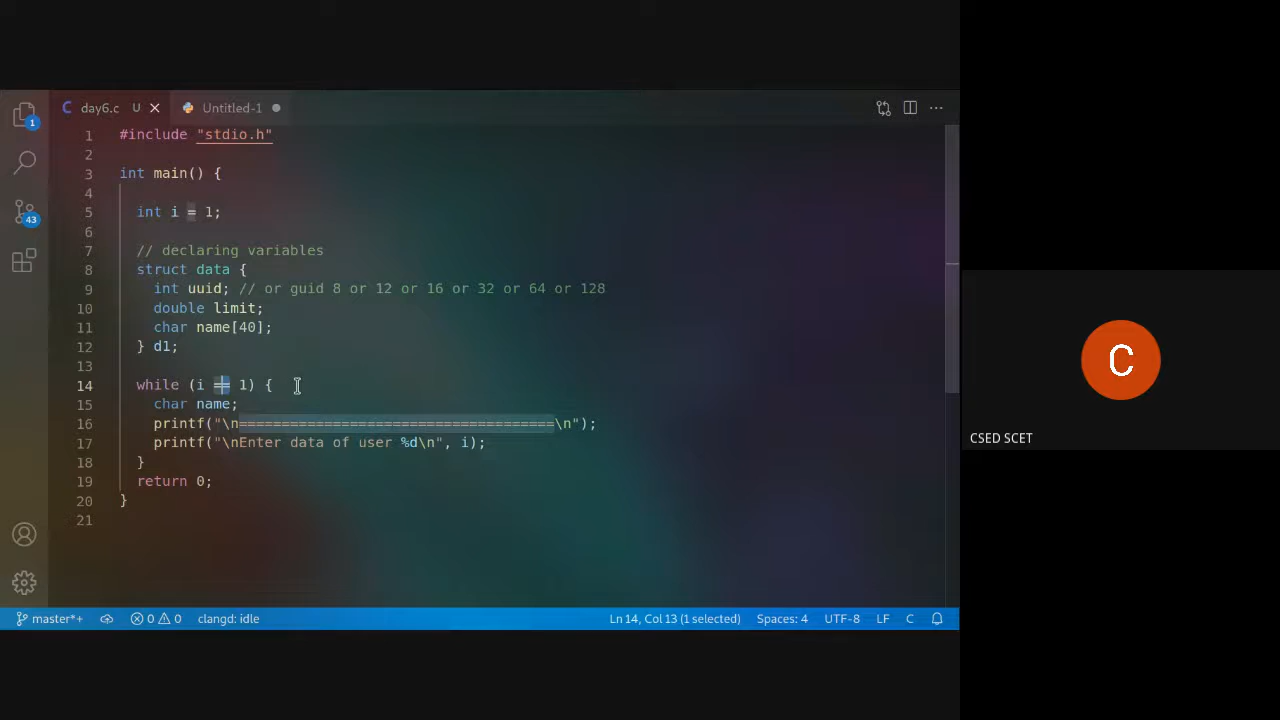 day6.c U Untitled-1
1 #include "stdio.h"
2
3 int main() {
4
5 int i = 1;
6
7 // declaring variables
8 struct data {
9 int uuid; // or guid 8 or 12 or 16 or 32 or 64 or 128
10 double limit;
11 char name[40];
12 } d1;
13
14 while (i == 1) {
15 char name;
16 printf("\n=====================================\n");
17 printf("\nEnter data of user %d\n", i);
18 }
19 return 0;
20 }
21
1
43
master*+ 0 0 clangd: idle Ln 14, Col 13 (1 selected) Spaces: 4 UTF-8 LF C
C
CSED SCET